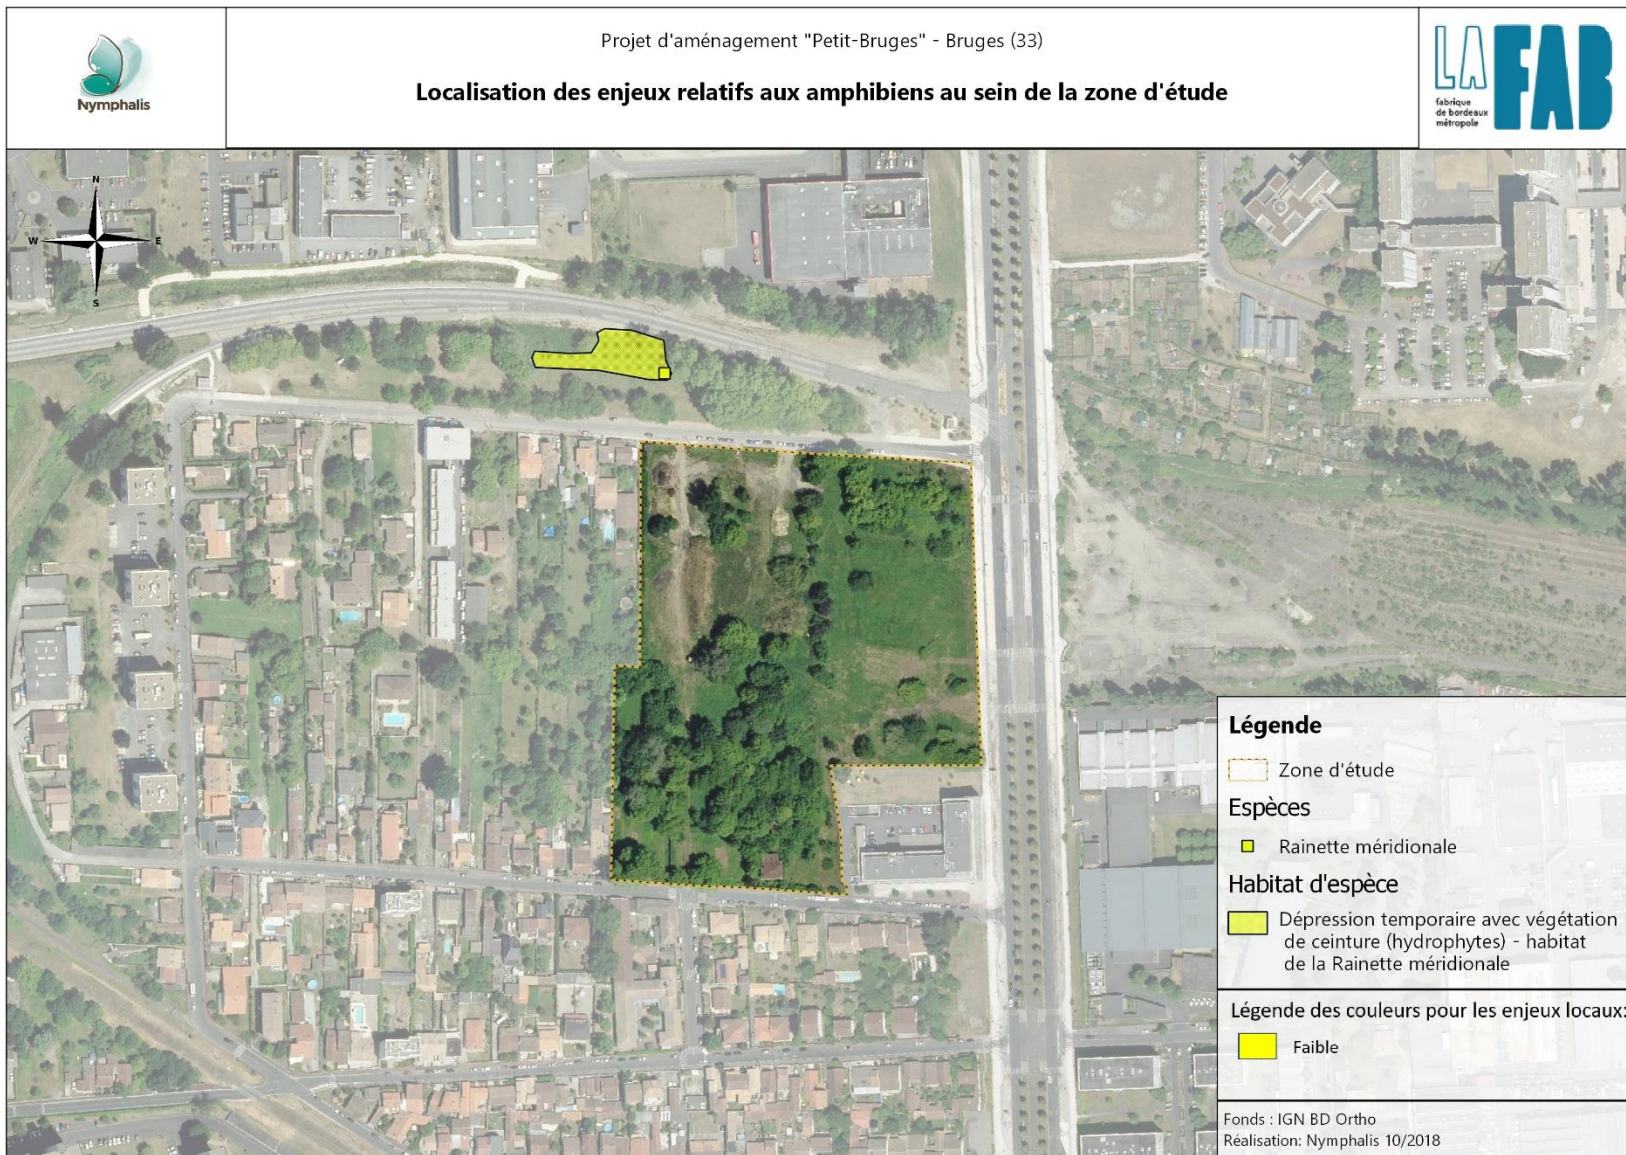 Nymphalis
Projet d'aménagement "Petit-Bruges" - Bruges (33)
Localisation des enjeux relatifs aux amphibiens au sein de la zone d'étude
LA
FAB
fabrique
de bordeaux
métropole
N
W
E
S
Légende
Zone d'étude
Espèces
Rainette méridionale
Habitat d'espèce
Dépression temporaire avec végétation
de ceinture (hydrophytes) - habitat
de la Rainette méridionale
Légende des couleurs pour les enjeux locaux:
Faible
Fonds : IGN BD Ortho
Réalisation: Nymphalis 10/2018